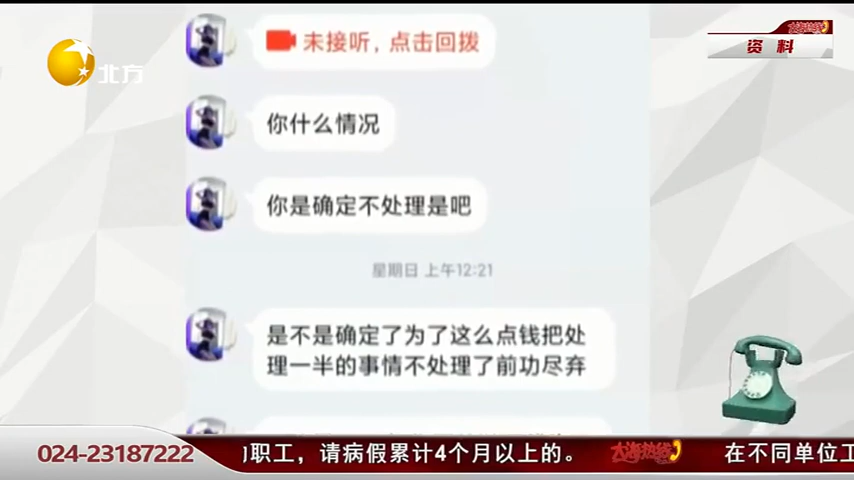 北方
大海热线
资料
未接听，点击回拨
你什么情况
你是确定不处理是吧
星期日 上午12:21
是不是确定了为了这么点钱把处
理一半的事情不处理了前功尽弃
024-23187222
职工，请病假累计4个月以上的。
大海热线
在不同单位工